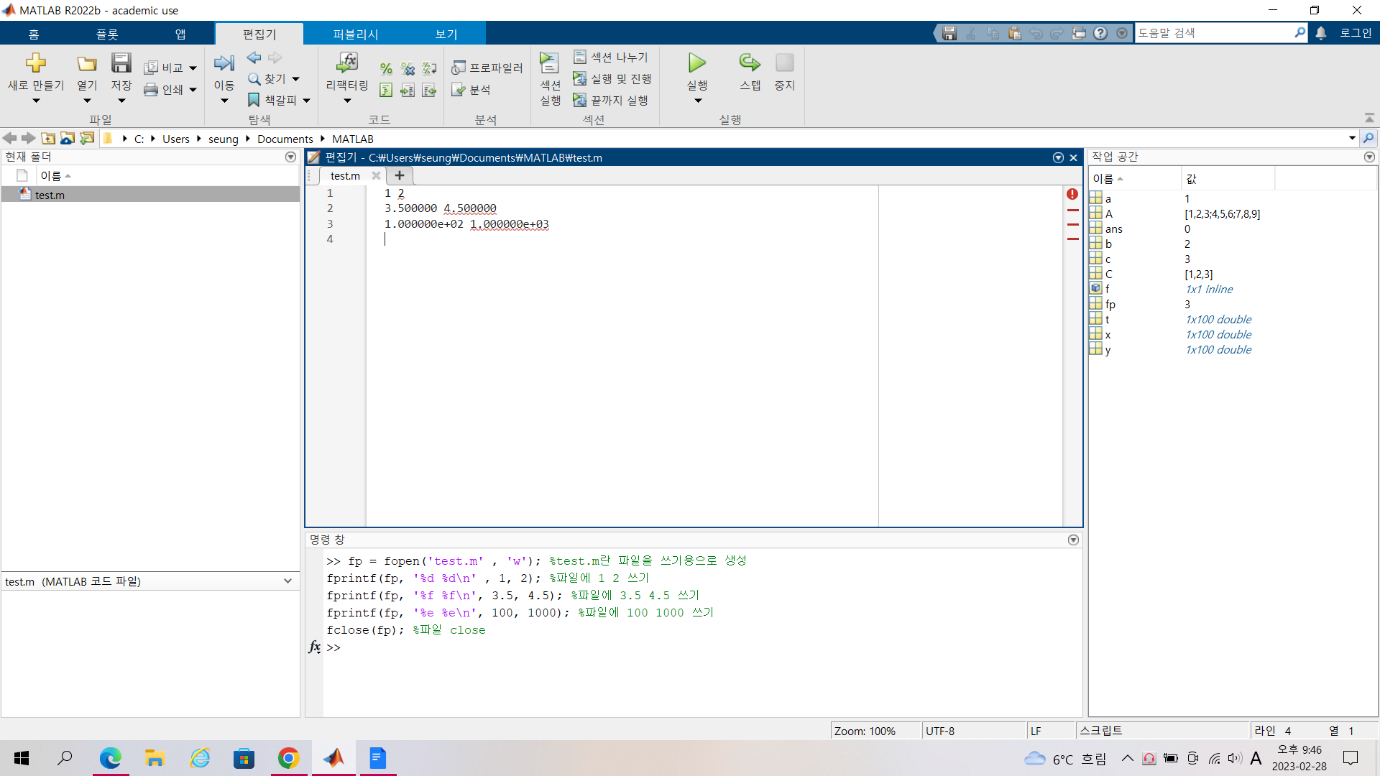 MATLAB R2022b - academic use
홈 플롯 앱 편집기 퍼블리시 보기
도움말 검색 로그인
새로 만들기 열기 저장 비교 인쇄
이동 찾기 책갈피
리팩터링
프로파일러 분석
섹션 실행 섹션 나누기 실행 및 진행 끝까지 실행
실행 스텝 중지
파일 탐색 코드 분석 섹션 실행
C: Users seung Documents MATLAB
현재 폴더
이름
test.m
편집기 - C:₩Users₩seung₩Documents₩MATLAB₩test.m
test.m
1 1 2
2 3.500000 4.500000
3 1.000000e+02 1.000000e+03
4
작업 공간
이름 값
a 1
A [1,2,3;4,5,6;7,8,9]
ans 0
b 2
c 3
C [1,2,3]
f 1x1 inline
fp 3
t 1x100 double
x 1x100 double
y 1x100 double
명령 창
>> fp = fopen('test.m' , 'w'); %test.m란 파일을 쓰기용으로 생성
fprintf(fp, '%d %d\n' , 1, 2); %파일에 1 2 쓰기
fprintf(fp, '%f %f\n', 3.5, 4.5); %파일에 3.5 4.5 쓰기
fprintf(fp, '%e %e\n', 100, 1000); %파일에 100 1000 쓰기
fclose(fp); %파일 close
fx >>
test.m (MATLAB 코드 파일)
Zoom: 100% UTF-8 LF 스크립트 라인 4 열 1
6°C 흐림 A 오후 9:46
2023-02-28